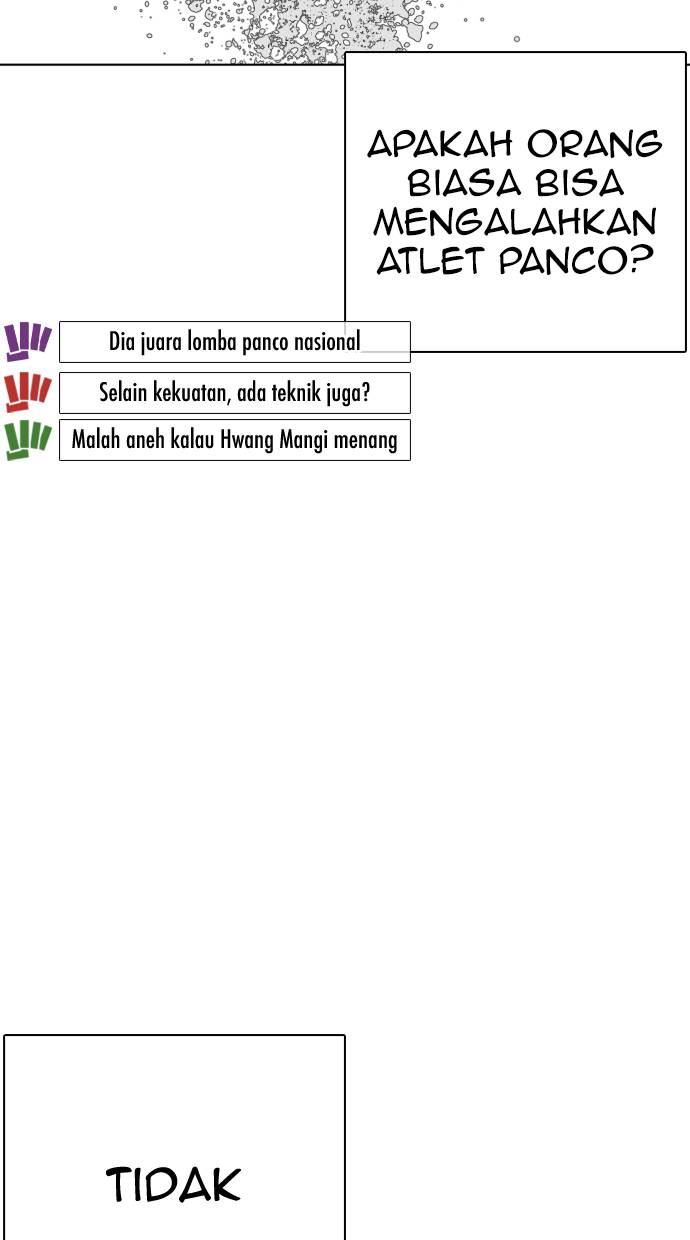 APAKAH ORANG
BIASA BISA
MENGALAHKAN
ATLET PANCO?
Dia juara lomba panco nasional
Selain kekuatan, ada teknik juga?
Malah aneh kalau Hwang Mangi menang
TIDAK